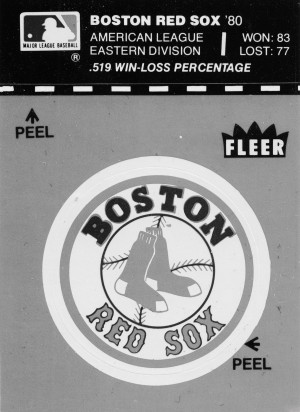 BOSTON RED SOX '80
AMERICAN LEAGUE
EASTERN DIVISION
WON: 83
LOST: 77
.519 WIN-LOSS PERCENTAGE
MAJOR LEAGUE BASEBALL
®
PEEL
FLEER
BOSTON
RED SOX
PEEL